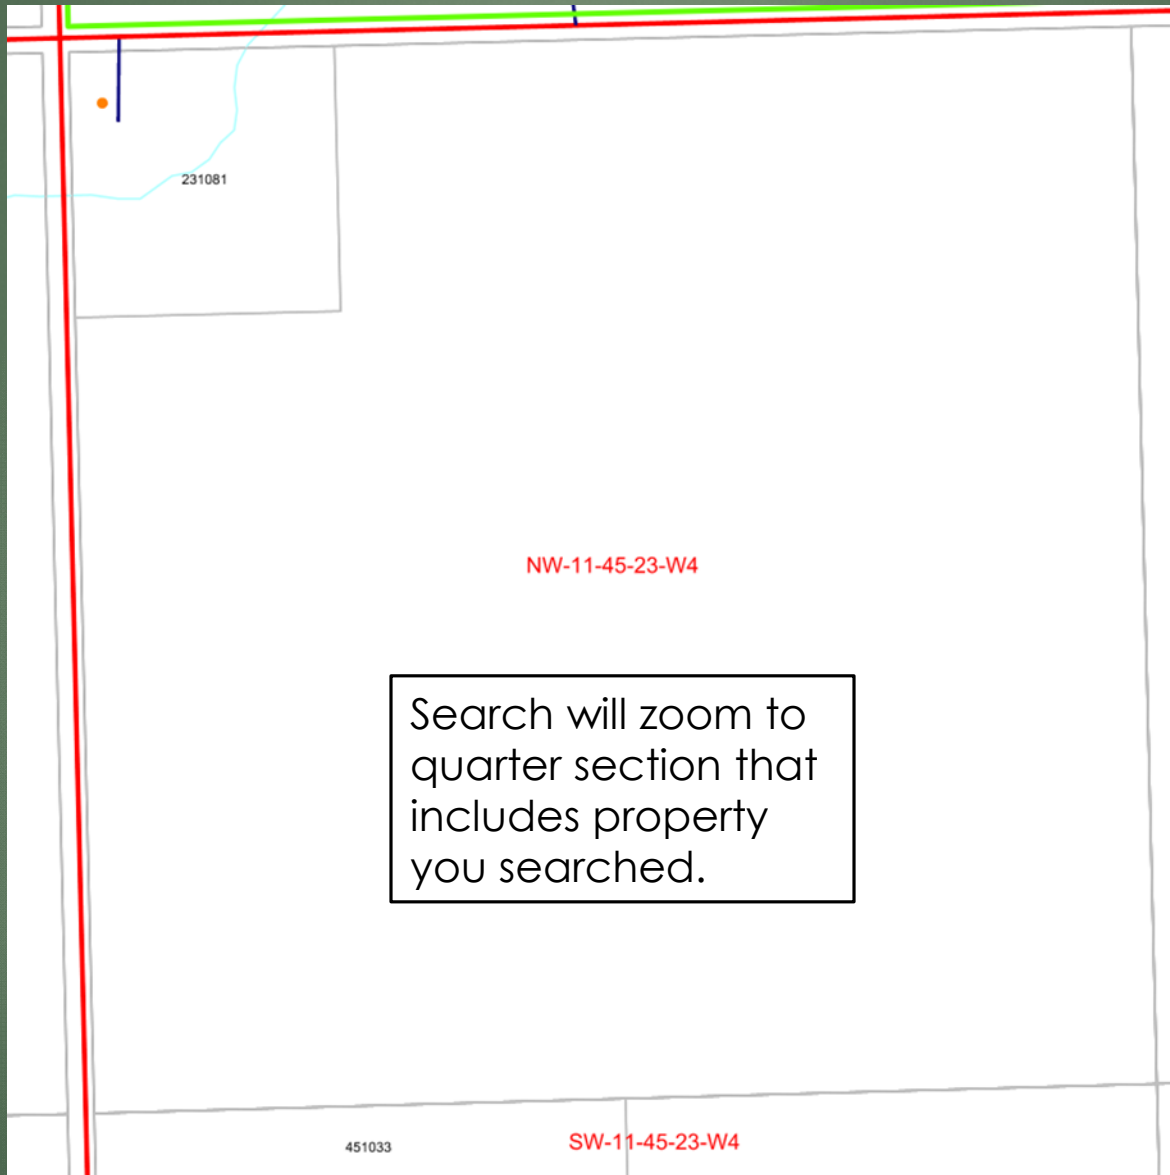 231081
NW-11-45-23-W4
Search will zoom to
quarter section that
includes property
you searched.
451033
SW-11-45-23-W4